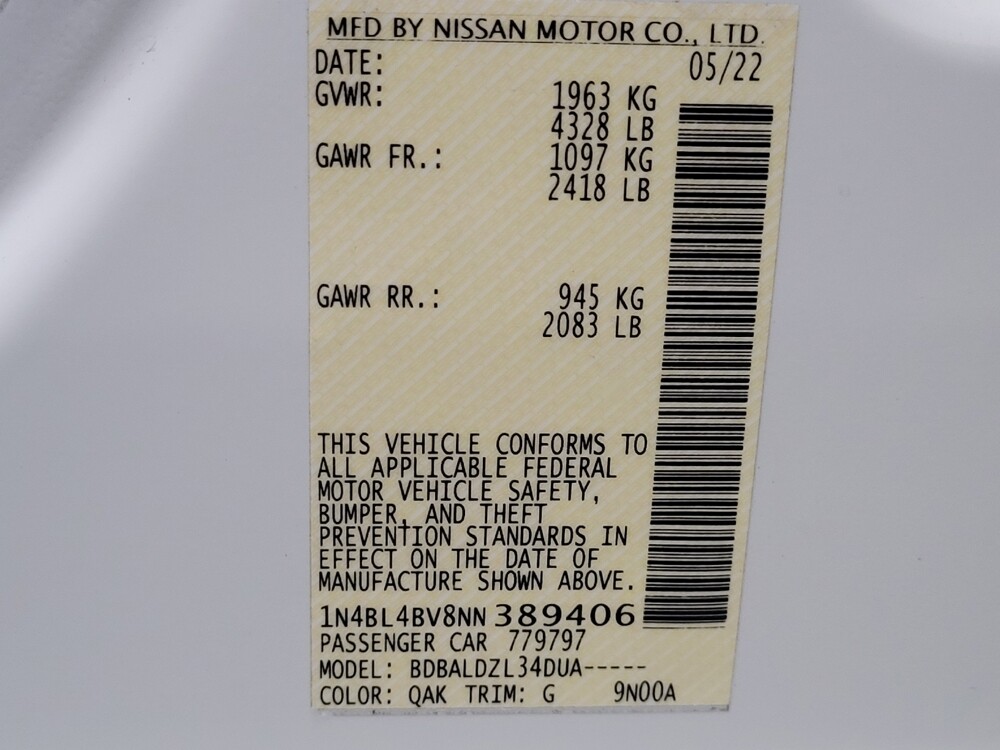 MFD BY NISSAN MOTOR CO., LTD.
DATE: 05/22
GVWR: 1963 KG
4328 LB
GAWR FR.: 1097 KG
2418 LB
GAWR RR.: 945 KG
2083 LB
THIS VEHICLE CONFORMS TO
ALL APPLICABLE FEDERAL
MOTOR VEHICLE SAFETY,
BUMPER, AND THEFT
PREVENTION STANDARDS IN
EFFECT ON THE DATE OF
MANUFACTURE SHOWN ABOVE.
1N4BL4BV8NN389406
PASSENGER CAR 779797
MODEL: BDBALDZL34DUA-----
COLOR: QAK TRIM: G 9N00A